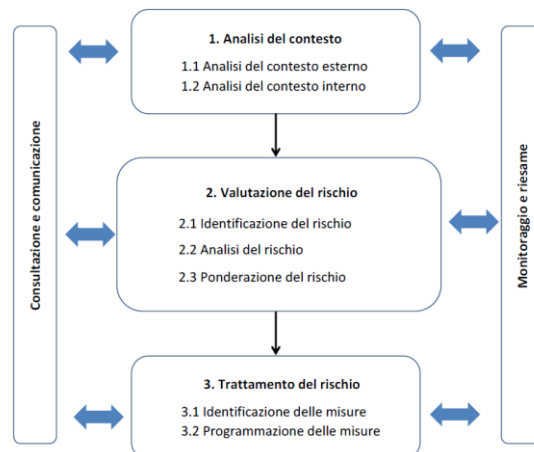 Consultazione e comunicazione
1. Analisi del contesto
1.1 Analisi del contesto esterno
1.2 Analisi del contesto interno
2. Valutazione del rischio
2.1 Identificazione del rischio
2.2 Analisi del rischio
2.3 Ponderazione del rischio
3. Trattamento del rischio
3.1 Identificazione delle misure
3.2 Programmazione delle misure
Monitoraggio e riesame